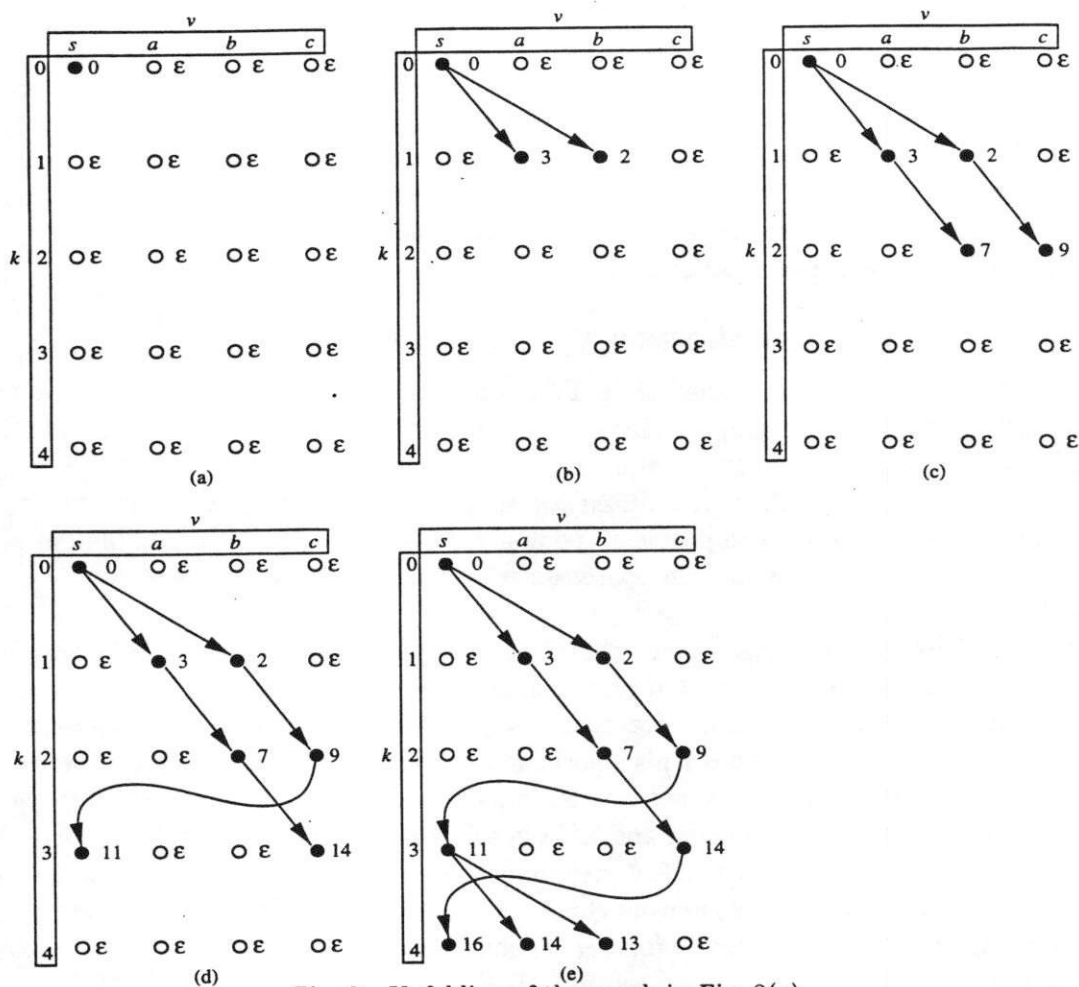 v
s a b c
0 0 ε ε ε
1 ε ε ε ε
k 2 ε ε ε ε
3 ε ε ε ε
4 ε ε ε ε
(a)
v
s a b c
0 0 ε ε ε
1 ε 3 2 ε
k 2 ε ε ε ε
3 ε ε ε ε
4 ε ε ε ε
(b)
v
s a b c
0 0 ε ε ε
1 ε 3 2 ε
k 2 ε ε 7 9
3 ε ε ε ε
4 ε ε ε ε
(c)
v
s a b c
0 0 ε ε ε
1 ε 3 2 ε
k 2 ε ε 7 9
3 11 ε ε 14
4 ε ε ε ε
(d)
v
s a b c
0 0 ε ε ε
1 ε 3 2 ε
k 2 ε ε 7 9
3 11 ε ε 14
4 16 14 13 ε
(e)
Fig. Unfolding of the graph in Fig.